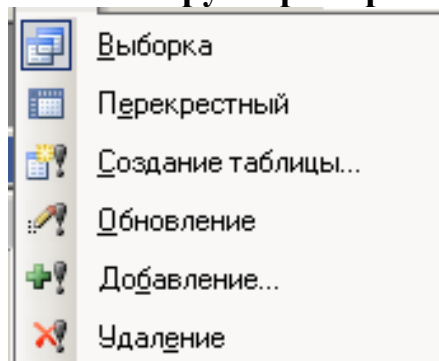 Выборка
Перекрестный
Создание таблицы...
Обновление
Добавление...
Удаление